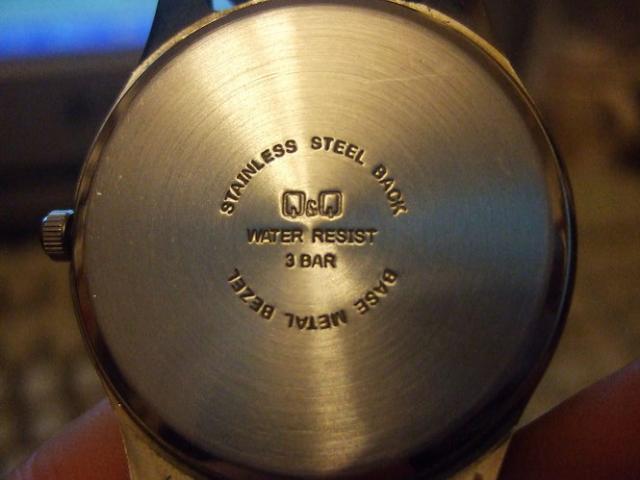 STAINLESS STEEL BACK
Q&Q
WATER RESIST
3 BAR
BASE METAL BEZEL